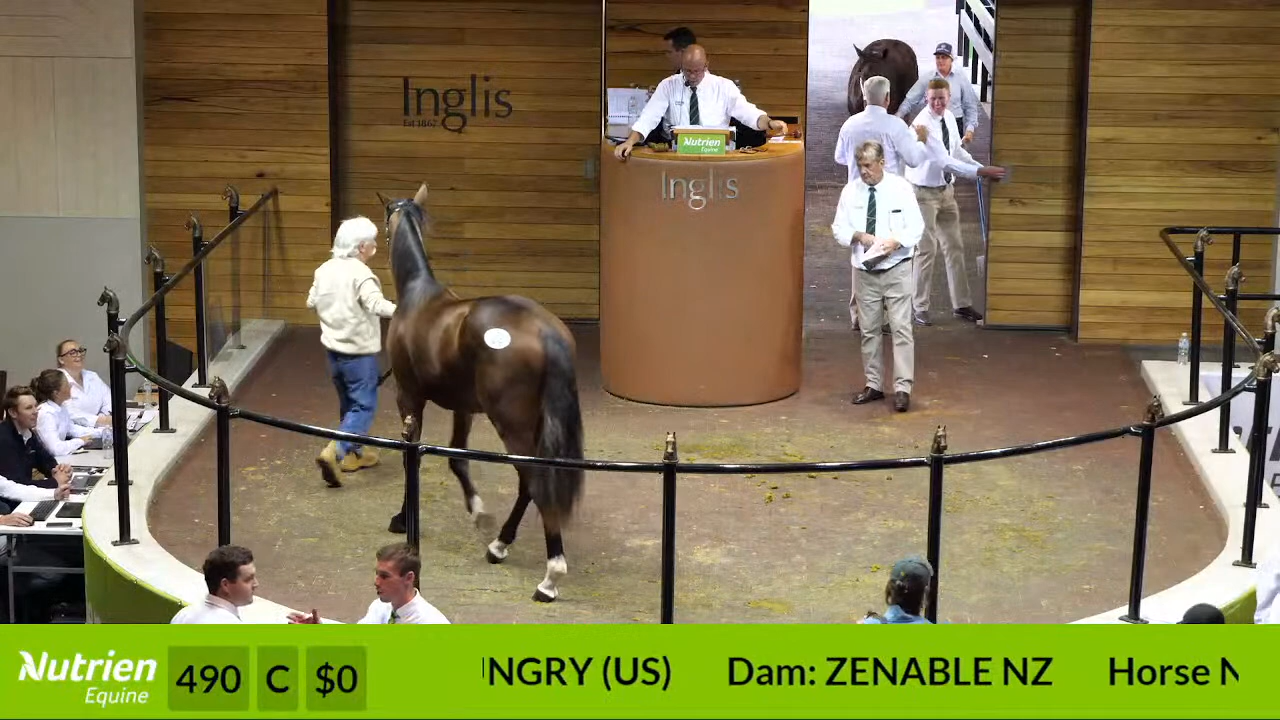 Inglis
Est 1867
Nutrien
Equine
Inglis
Nutrien
Equine
490 C $0
NGRY (US) Dam: ZENABLE NZ Horse N